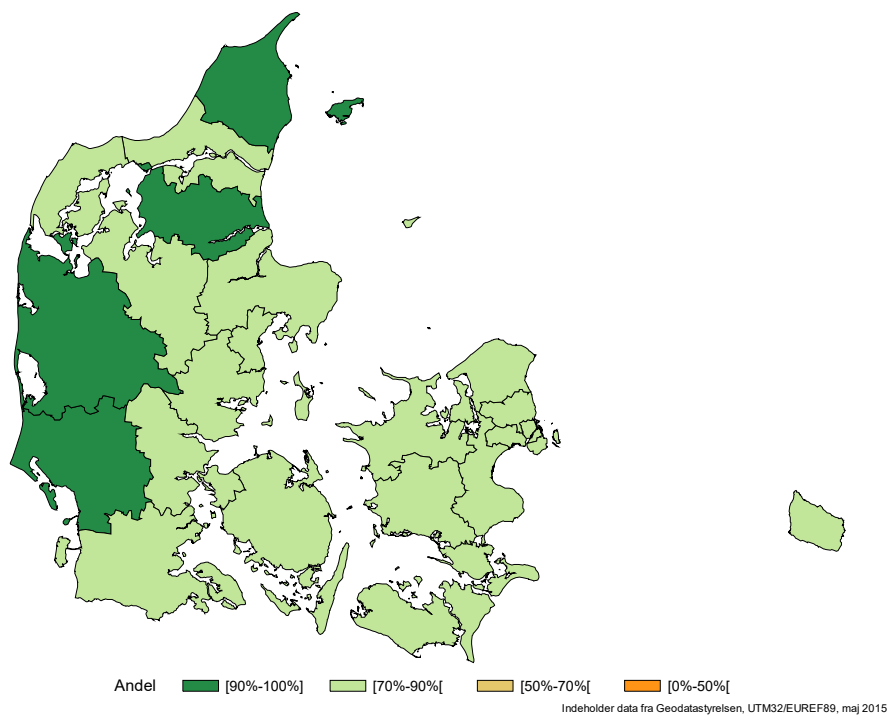 Andel [90%-100%] [70%-90%[ [50%-70%[ [0%-50%[
Indeholder data fra Geodatastyrelsen, UTM32/EUREF89, maj 2015